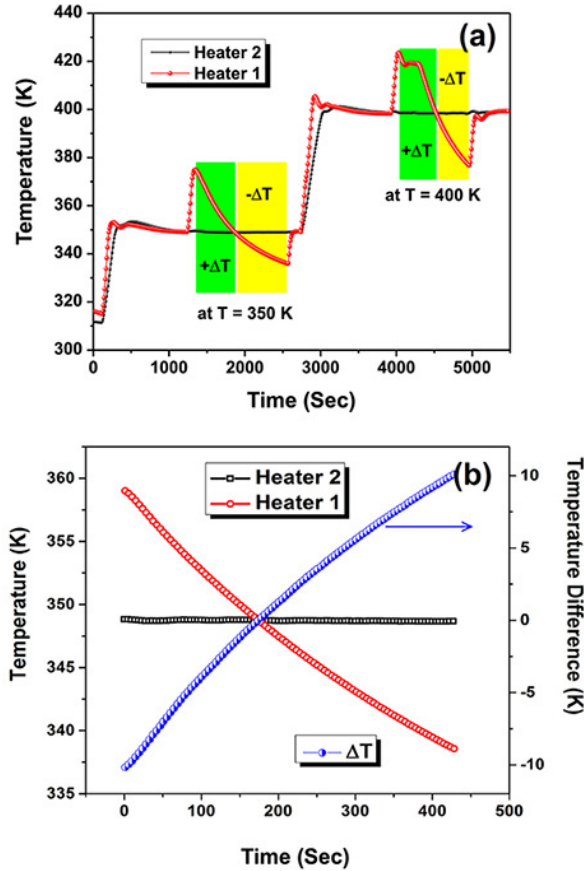 (a)
Heater 2
Heater 1
440
420
400
380
360
340
320
300
Temperature (K)
-ΔT
+ΔT
at T = 400 K
-ΔT
+ΔT
at T = 350 K
0 1000 2000 3000 4000 5000
Time (Sec)
(b)
Heater 2
Heater 1
360
355
350
345
340
335
Temperature (K)
10
5
0
-5
-10
Temperature Difference (K)
ΔT
0 100 200 300 400 500
Time (Sec)